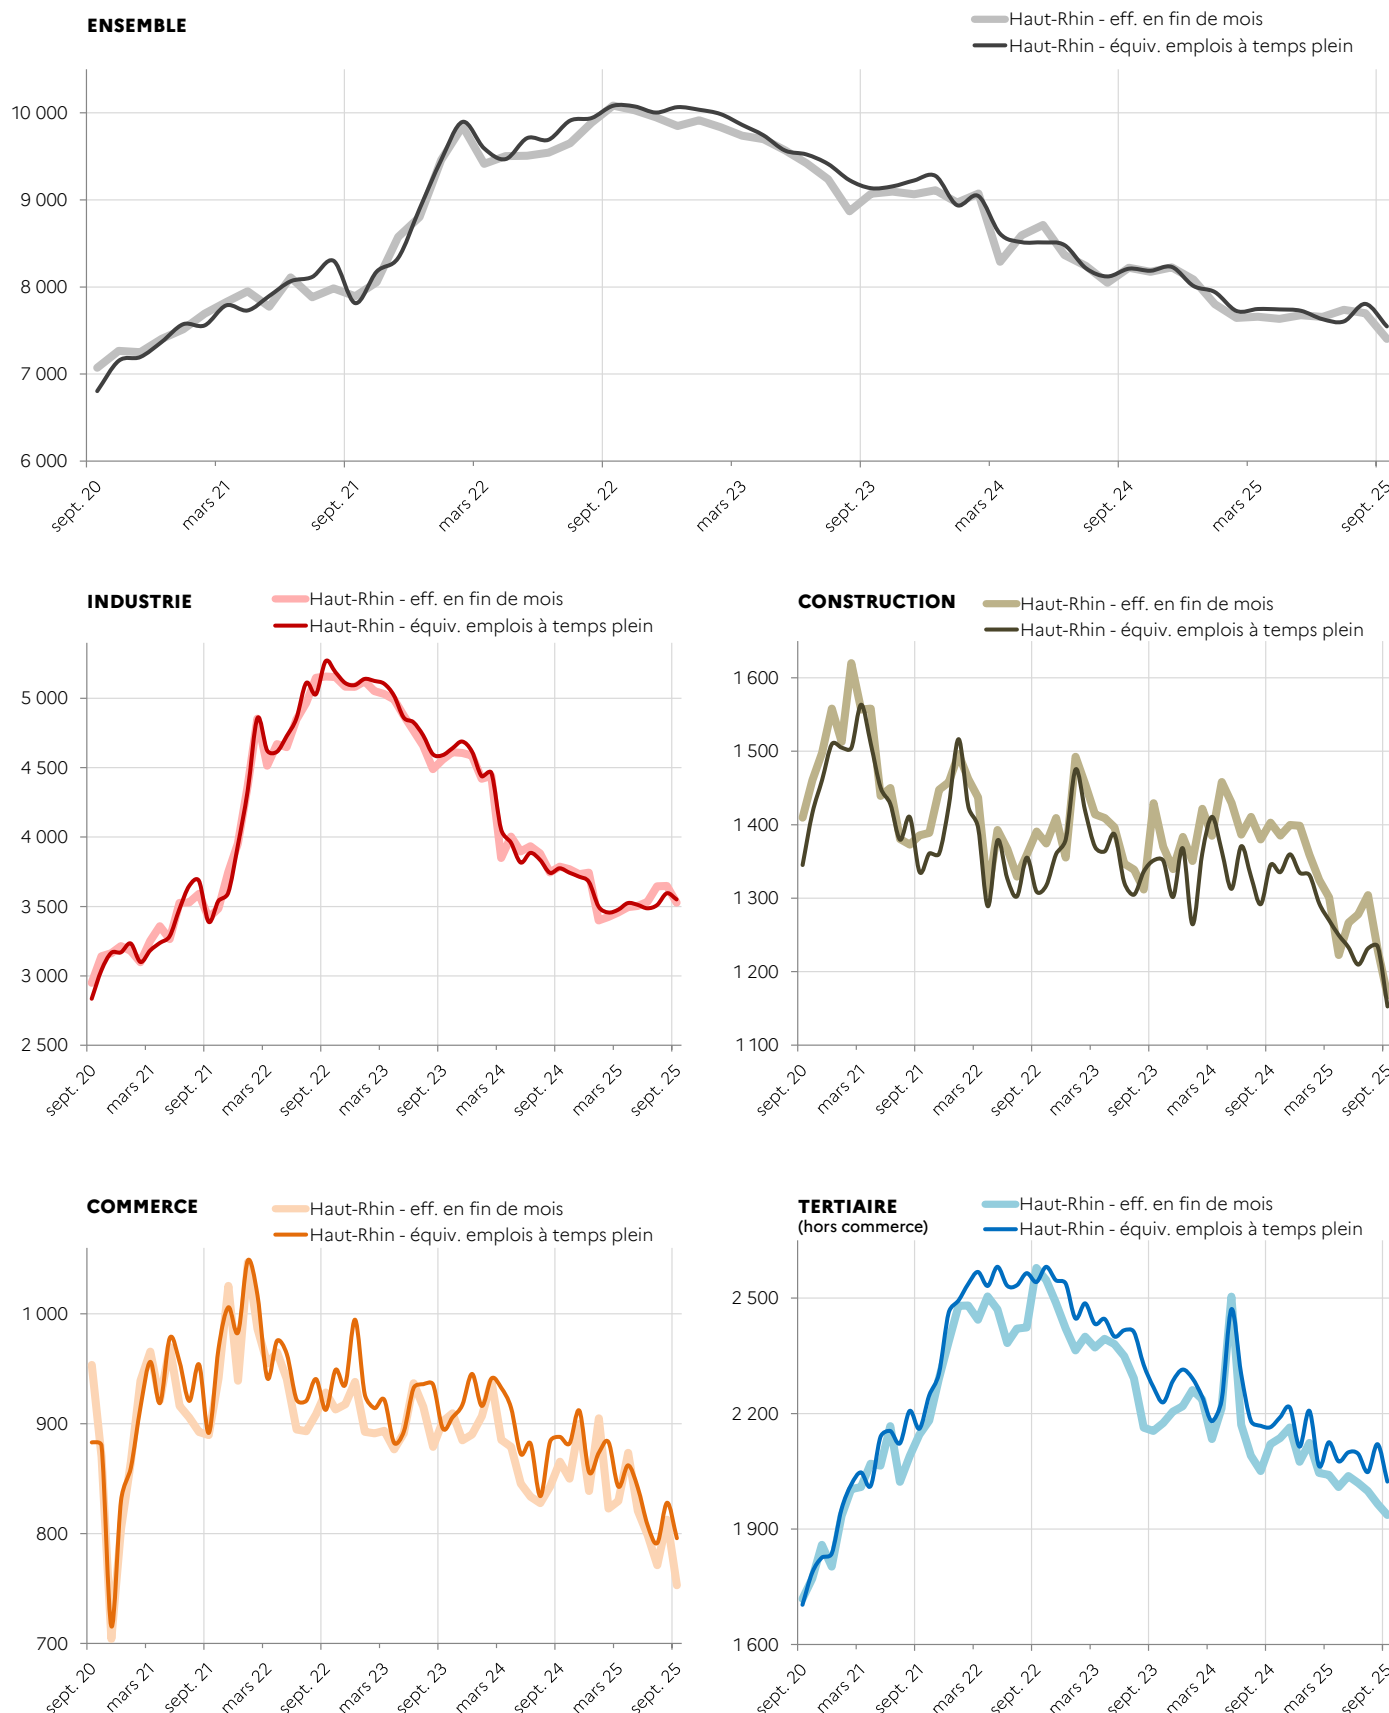 ENSEMBLE
Haut-Rhin - eff. en fin de mois
Haut-Rhin - équiv. emplois à temps plein
10 000
9 000
8 000
7 000
6 000
sept. 20
mars 21
sept. 21
mars 22
sept. 22
mars 23
sept. 23
mars 24
sept. 24
mars 25
sept. 25
INDUSTRIE
Haut-Rhin - eff. en fin de mois
Haut-Rhin - équiv. emplois à temps plein
5 000
4 500
4 000
3 500
3 000
2 500
sept. 20
mars 21
sept. 21
mars 22
sept. 22
mars 23
sept. 23
mars 24
sept. 24
mars 25
sept. 25
CONSTRUCTION
Haut-Rhin - eff. en fin de mois
Haut-Rhin - équiv. emplois à temps plein
1 600
1 500
1 400
1 300
1 200
1 100
sept. 20
mars 21
sept. 21
mars 22
sept. 22
mars 23
sept. 23
mars 24
sept. 24
mars 25
sept. 25
COMMERCE
Haut-Rhin - eff. en fin de mois
Haut-Rhin - équiv. emplois à temps plein
1 000
900
800
700
sept. 20
mars 21
sept. 21
mars 22
sept. 22
mars 23
sept. 23
mars 24
sept. 24
mars 25
sept. 25
TERTIAIRE
(hors commerce)
Haut-Rhin - eff. en fin de mois
Haut-Rhin - équiv. emplois à temps plein
2 500
2 200
1 900
1 600
sept. 20
mars 21
sept. 21
mars 22
sept. 22
mars 23
sept. 23
mars 24
sept. 24
mars 25
sept. 25